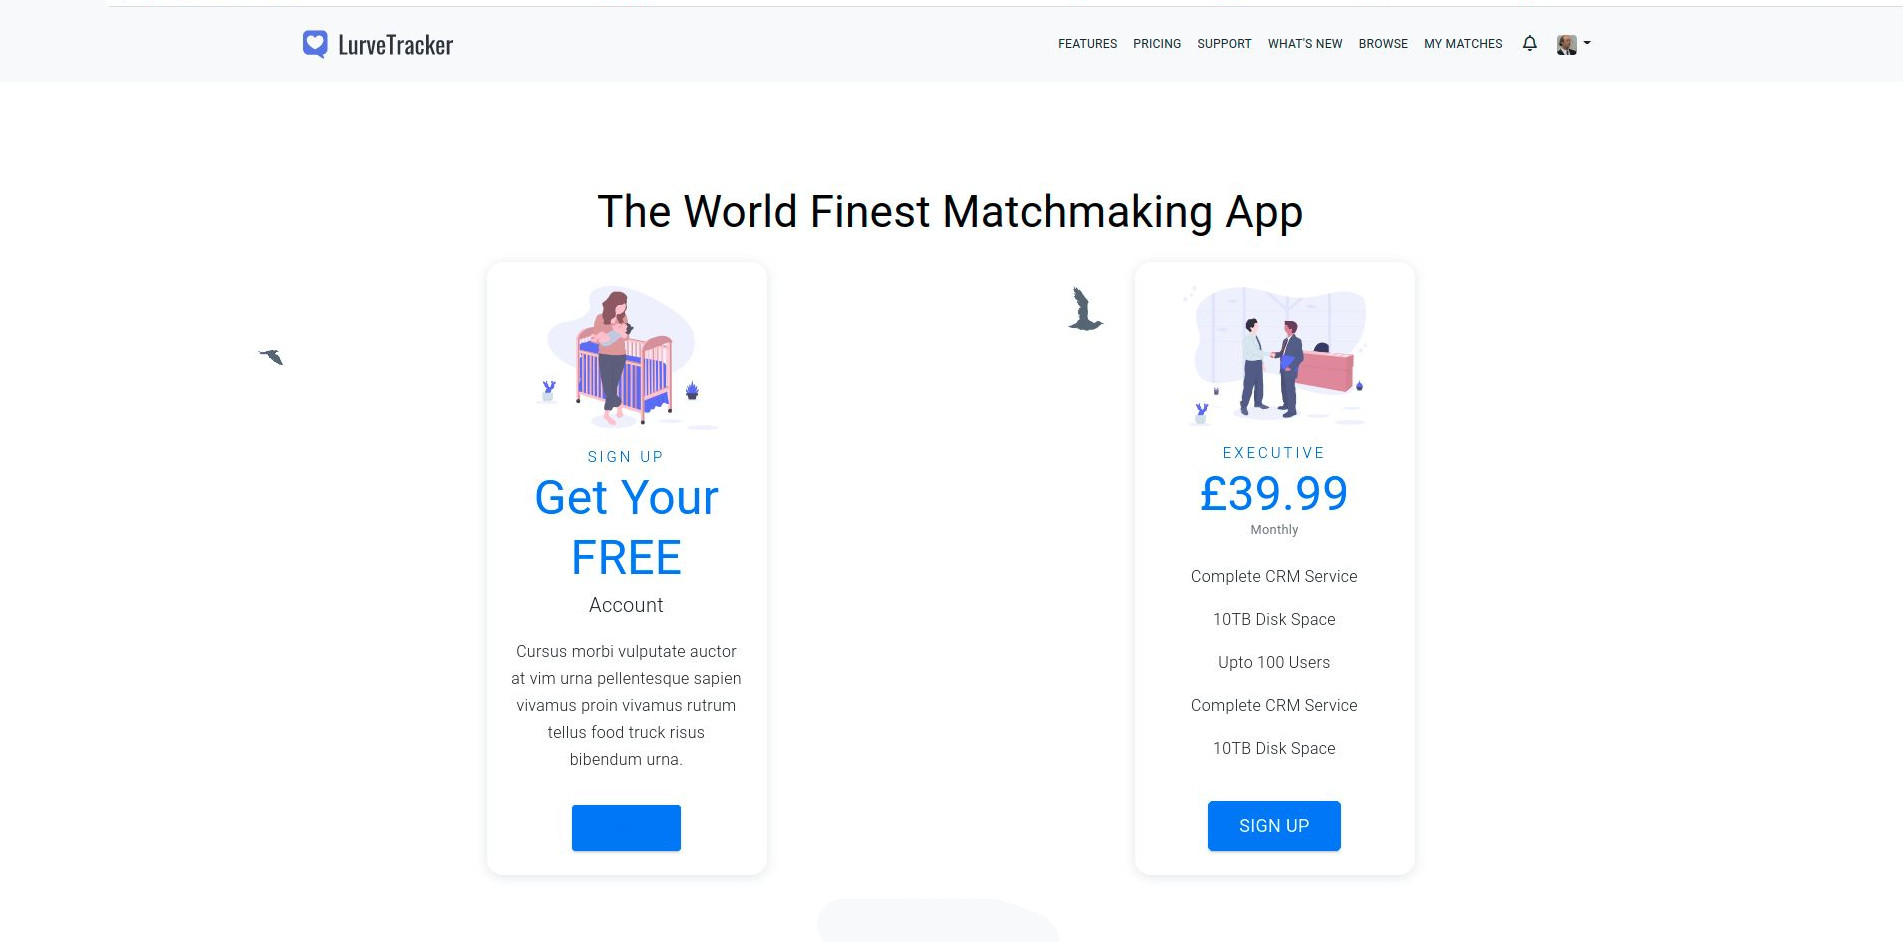 LurveTracker
FEATURES PRICING SUPPORT WHAT'S NEW BROWSE MY MATCHES
The World Finest Matchmaking App
SIGN UP
Get Your
FREE
Account
Cursus morbi vulputate auctor
at vim urna pellentesque sapien
vivamus proin vivamus rutrum
tellus food truck risus
bibendum urna.
EXECUTIVE
£39.99
Monthly
Complete CRM Service
10TB Disk Space
Upto 100 Users
Complete CRM Service
10TB Disk Space
SIGN UP